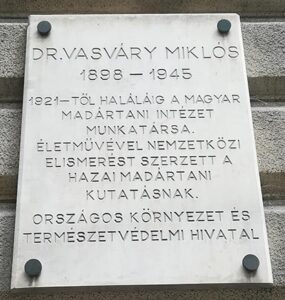 DR. VASVÁRY MIKLÓS
1898 – 1945
1921–TŐL HALÁLÁIG A MAGYAR
MADÁRTANI INTÉZET
MUNKATÁRSA.
ÉLETMŰVÉVEL NEMZETKÖZI
ELISMERÉST SZERZETT A
HAZAI MADÁRTANI
KUTATÁSNAK.
ORSZÁGOS KÖRNYEZET ÉS
TERMÉSZETVÉDELMI HIVATAL